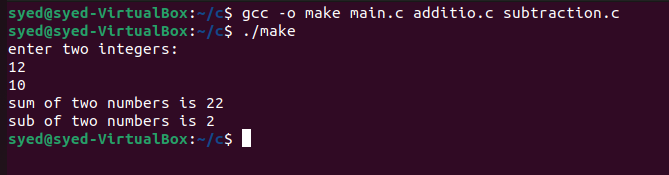 syed@syed-VirtualBox:~/c$ gcc -o make main.c additio.c subtraction.c
syed@syed-VirtualBox:~/c$ ./make
enter two integers:
12
10
sum of two numbers is 22
sub of two numbers is 2
syed@syed-VirtualBox:~/c$